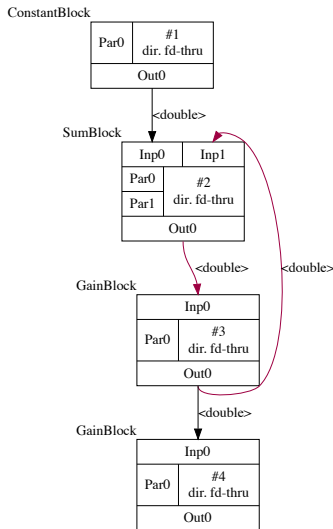 ConstantBlock
Par0
#1
dir. fd-thru
Out0
<double>
SumBlock
Inp0 Inp1
Par0
Par1
#2
dir. fd-thru
Out0
<double> <double>
GainBlock
Inp0
Par0
#3
dir. fd-thru
Out0
<double>
GainBlock
Inp0
Par0
#4
dir. fd-thru
Out0